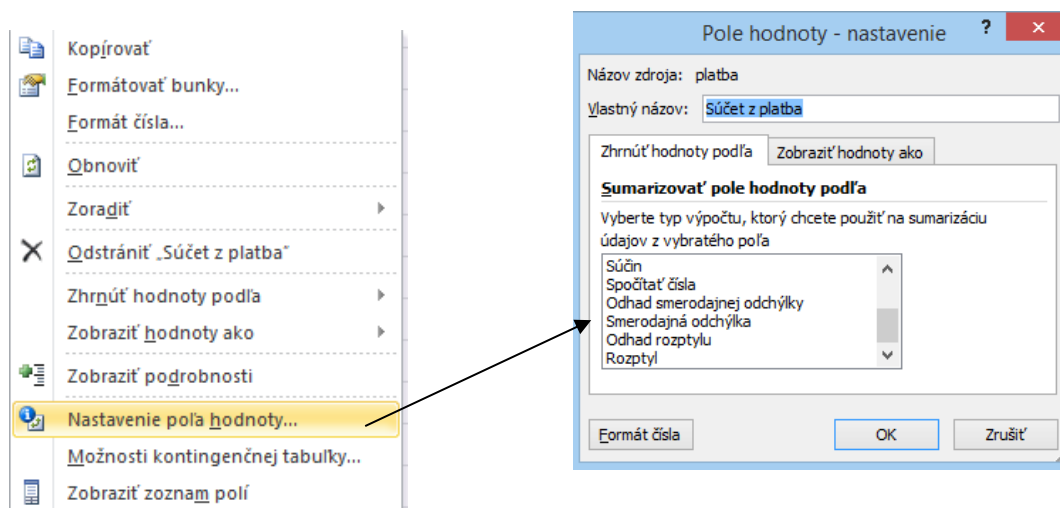 Kopírovať
Formátovať bunky...
Formát čísla...
Obnoviť
Zoradiť
Odstrániť „Súčet z platba“
Zhrnúť hodnoty podľa
Zobraziť hodnoty ako
Zobraziť podrobnosti
Nastavenie poľa hodnoty...
Možnosti kontingenčnej tabuľky...
Zobraziť zoznam polí
Pole hodnoty - nastavenie ?
Názov zdroja: platba
Vlastný názov: Súčet z platba
Zhrnúť hodnoty podľa Zobraziť hodnoty ako
Sumarizovať pole hodnoty podľa
Vyberte typ výpočtu, ktorý chcete použiť na sumarizáciu
údajov z vybratého poľa
Súčin
Spočítať čísla
Odhad smerodajnej odchýlky
Smerodajná odchýlka
Odhad rozptylu
Rozptyl
Formát čísla OK Zrušiť